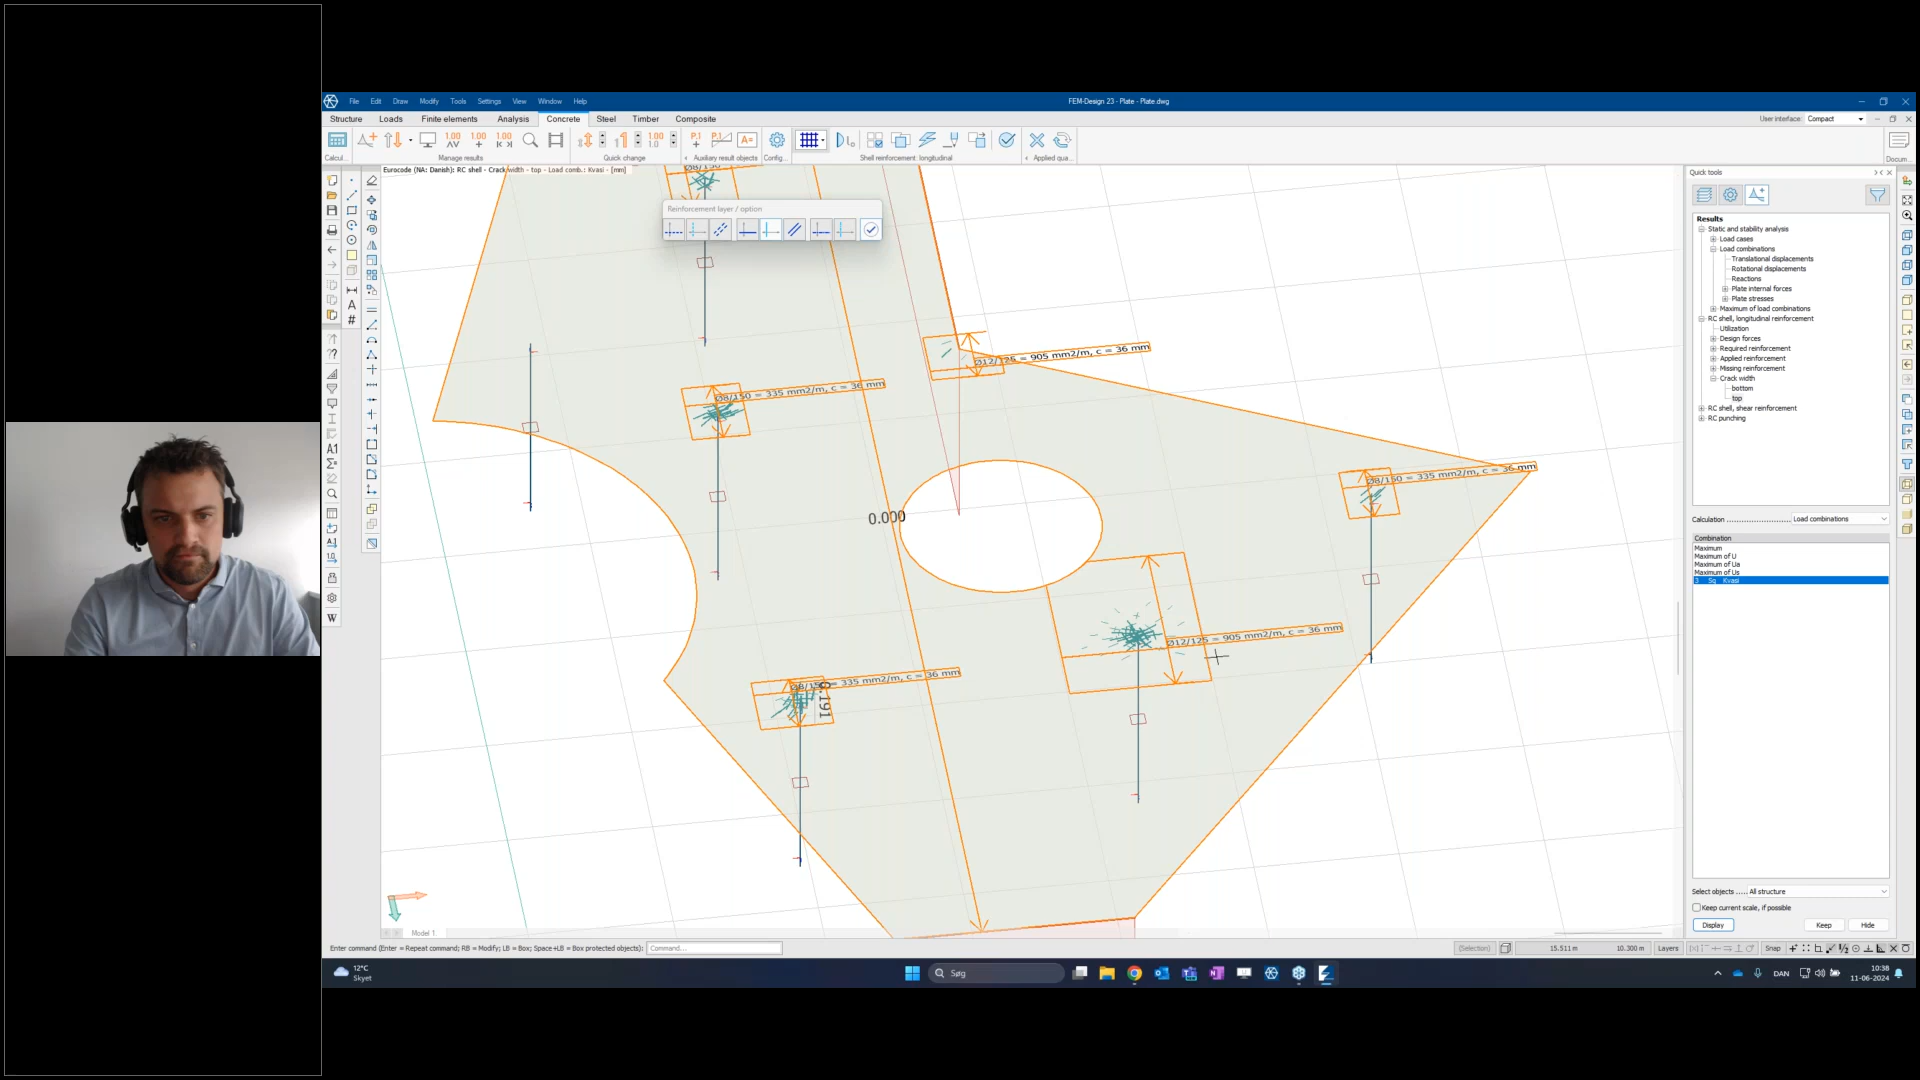 File Edit Draw Modify Tools Settings View Window Help
FEM-Design 23 - Plate - Plate.dwg
Structure Loads Finite elements Analysis Concrete Steel Timber Composite
User interface: Compact
Calcul... Manage results Quick change Auxiliary result objects Config... Shell reinforcement: longitudinal Applied qua... Docum...
Eurocode (NA: Danish): RC shell - Crack width - top - Load comb.: Kvasi - [mm]
Reinforcement layer / option
Ø12/125 = 905 mm2/m, c = 36 mm
Ø8/150 = 335 mm2/m, c = 36 mm
Ø8/150 = 335 mm2/m, c = 36 mm
0.000
Ø12/125 = 905 mm2/m, c = 36 mm
Ø8/150 = 335 mm2/m, c = 36 mm
0.191
Quick tools
Results
Static and stability analysis
Load cases
Load combinations
Translational displacements
Rotational displacements
Reactions
Plate internal forces
Plate stresses
Maximum of load combinations
RC shell, longitudinal reinforcement
Utilization
Design forces
Required reinforcement
Applied reinforcement
Missing reinforcement
Crack width
bottom
top
RC shell, shear reinforcement
RC punching
Calculation Load combinations
Combination
Maximum
Maximum of U
Maximum of Ua
Maximum of Us
3 Sq Kvasi
Select objects ..... All structure
Keep current scale, if possible
Display Keep Hide
Model 1
Enter command (Enter = Repeat command; RB = Modify; LB = Box; Space+LB = Box protected objects): Command...
(Selection) 15.511 m 10.300 m Layers Snap
12°C
Skyet
Søg
DAN
10:38
11-06-2024